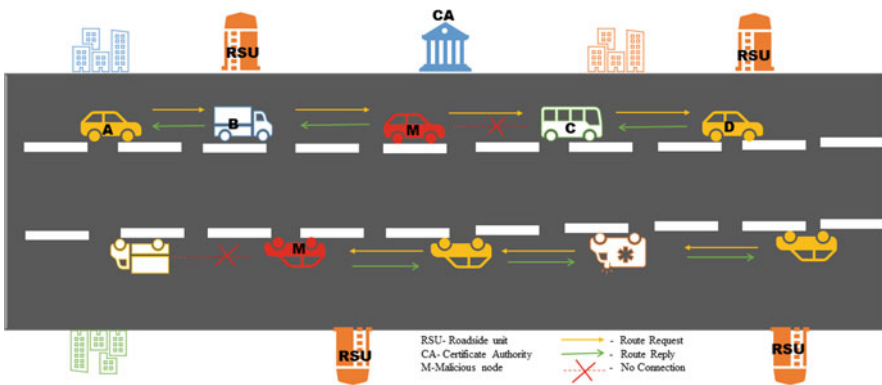 CA
RSU
RSU
A
B
M
C
D
M
RSU
RSU
RSU- Roadside unit
CA- Certificate Authority
M-Malicious node
- Route Request
- Route Reply
- No Connection